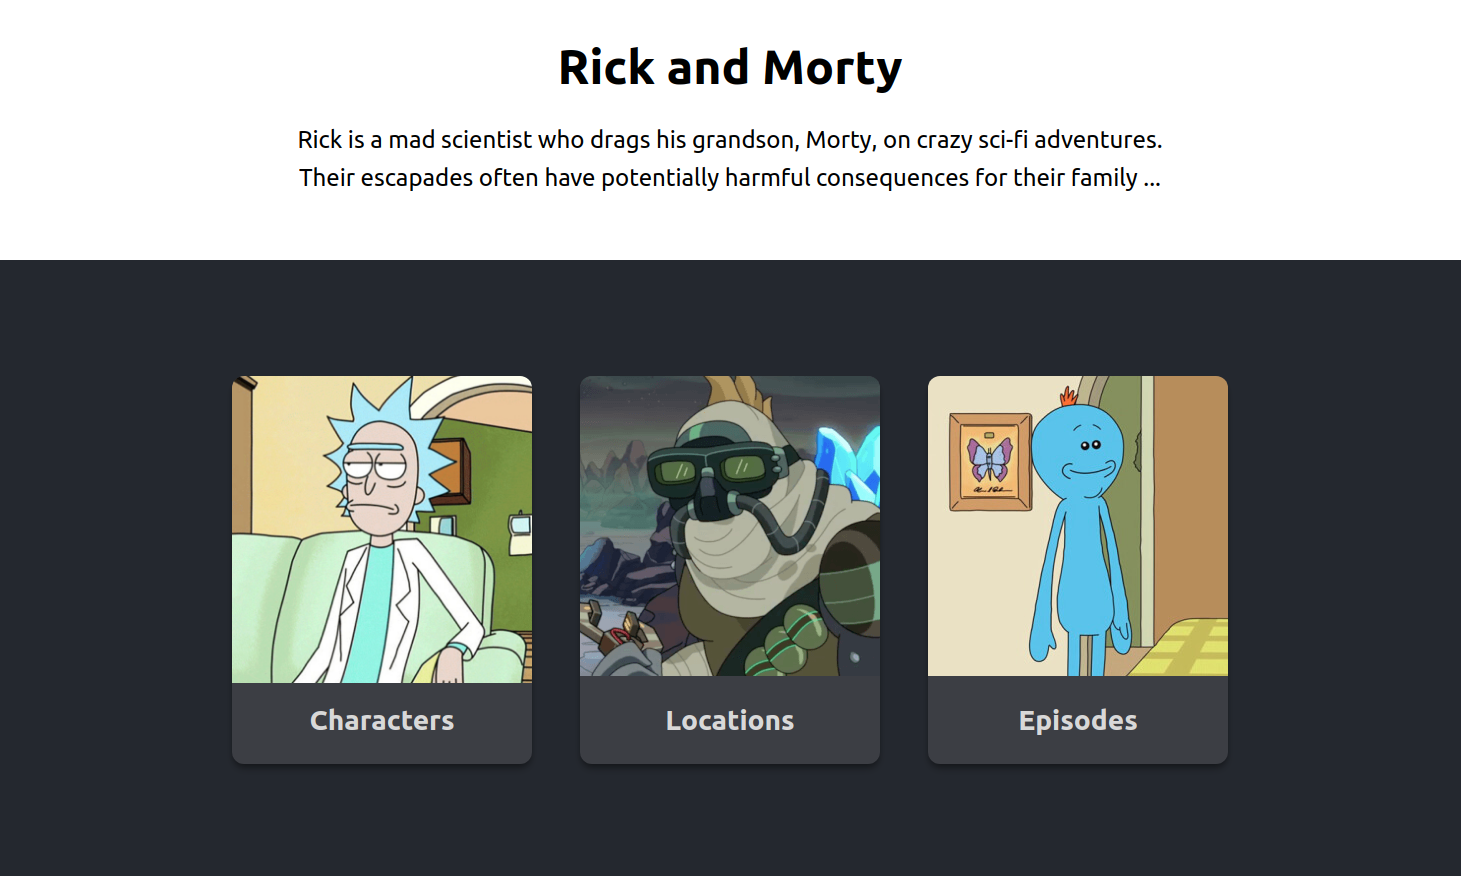 Rick and Morty
Rick is a mad scientist who drags his grandson, Morty, on crazy sci-fi adventures.
Their escapades often have potentially harmful consequences for their family ...
Characters
Locations
Episodes